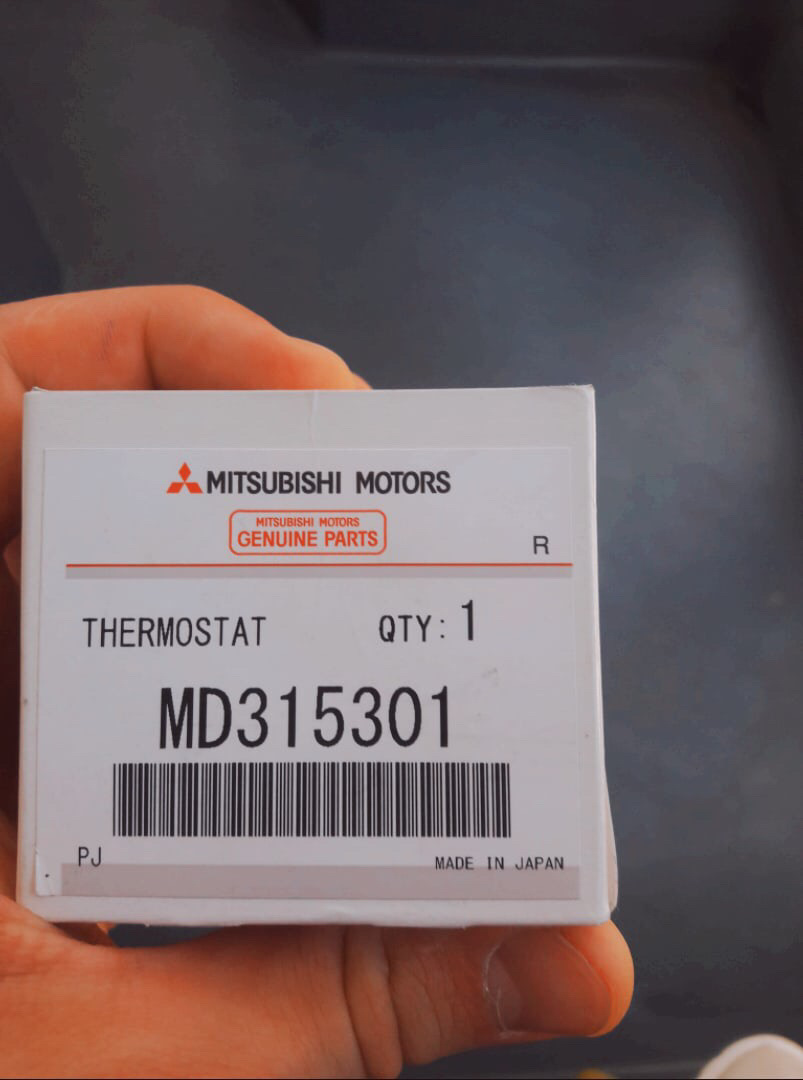 MITSUBISHI MOTORS
MITSUBISHI MOTORS
GENUINE PARTS
R
THERMOSTAT QTY: 1
MD315301
PJ
MADE IN JAPAN